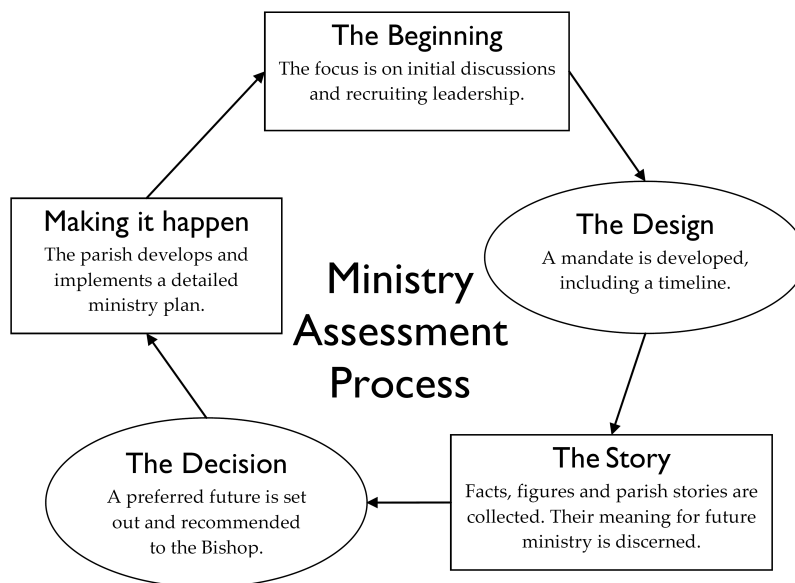 The Beginning
The focus is on initial discussions
and recruiting leadership.
The Design
A mandate is developed,
including a timeline.
Making it happen
The parish develops and
implements a detailed
ministry plan.
Ministry
Assessment
Process
The Story
Facts, figures and parish stories are
collected. Their meaning for future
ministry is discerned.
The Decision
A preferred future is set
out and recommended
to the Bishop.